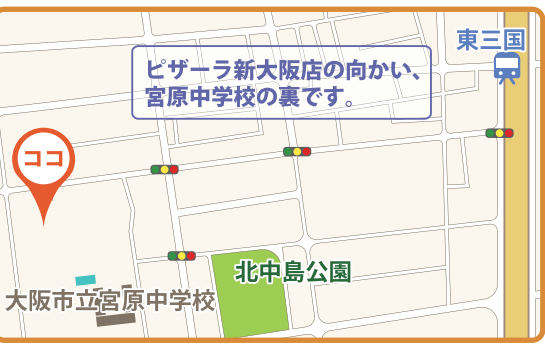 東三国
ピザーラ新大阪店の向かい、
宮原中学校の裏です。
ココ
北中島公園
大阪市立宮原中学校